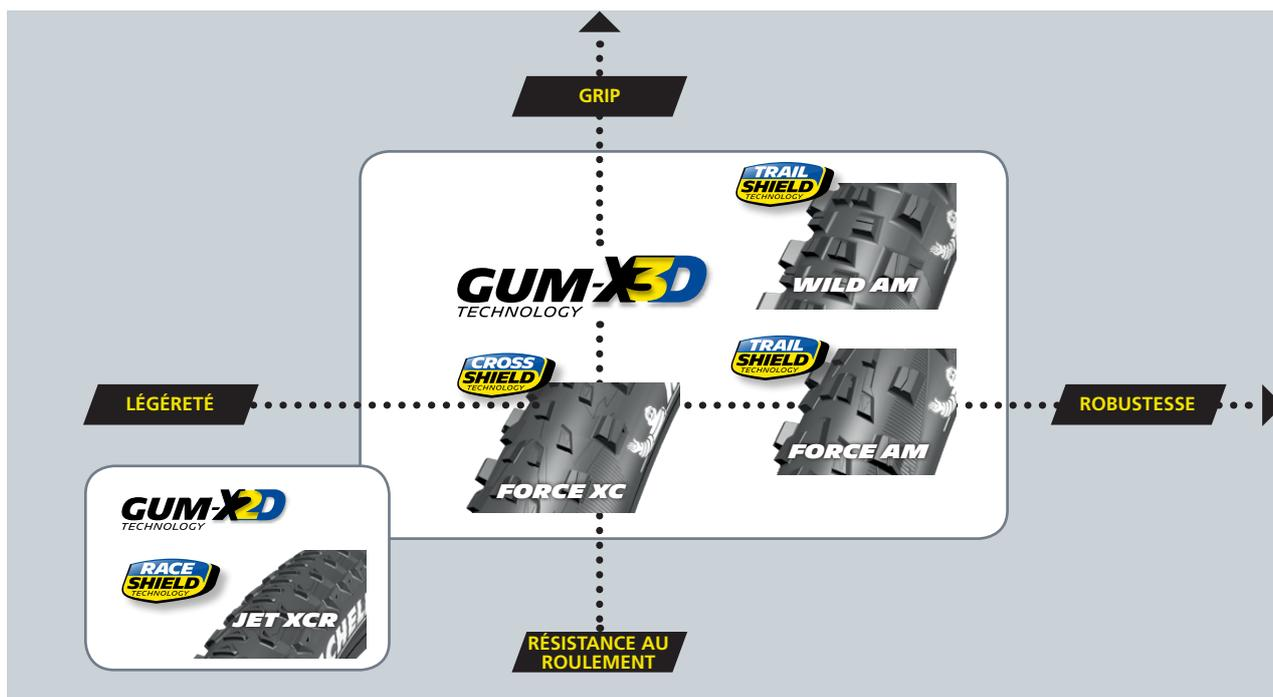 GRIP
TRAIL
SHIELD
TECHNOLOGY
WILD AM
GUM-X3D
TECHNOLOGY
CROSS
SHIELD
TECHNOLOGY
FORCE XC
TRAIL
SHIELD
TECHNOLOGY
FORCE AM
LÉGÉRETÉ
ROBUSTESSE
GUM-X2D
TECHNOLOGY
RACE
SHIELD
TECHNOLOGY
JET XCR
RÉSISTANCE AU
ROULEMENT